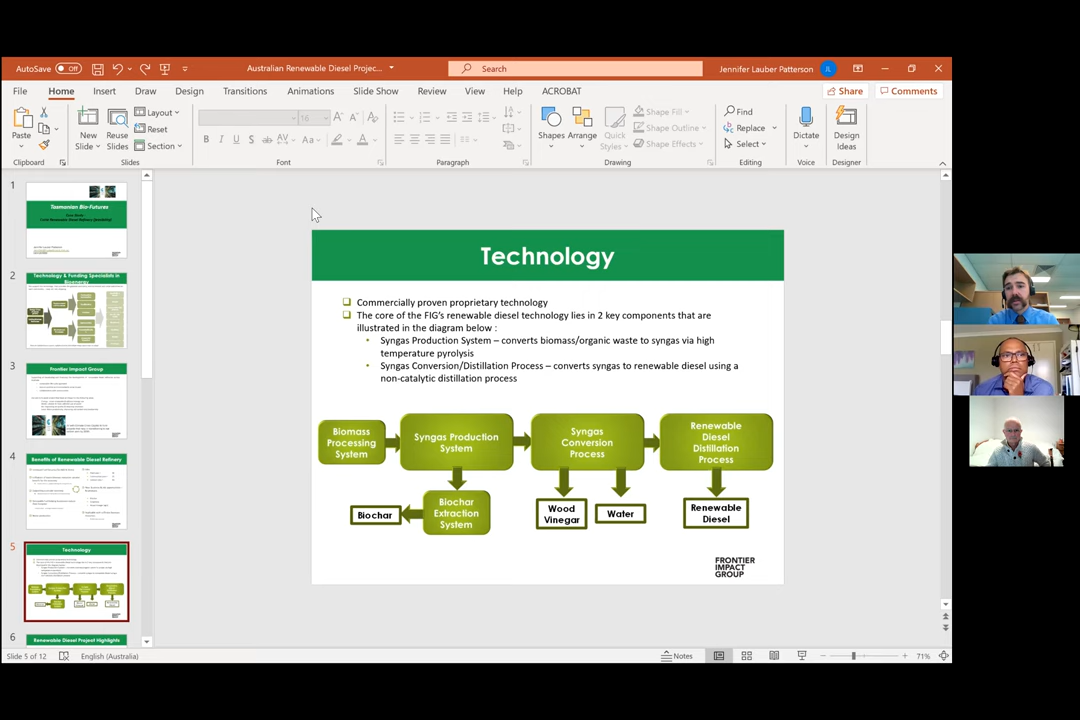 AutoSave
Off
Australian Renewable Diesel Projec...
Search
Jennifer Lauber Patterson
JL
File
Home
Insert
Draw
Design
Transitions
Animations
Slide Show
Review
View
Help
ACROBAT
Share
Comments
Paste
New
Slide
Reuse
Slides
Layout
Reset
Section
16
Shapes
Arrange
Quick
Styles
Shape Fill
Shape Outline
Shape Effects
Find
Replace
Select
Dictate
Design
Ideas
Clipboard
Slides
Font
Paragraph
Drawing
Editing
Voice
Designer
1
Tasmanian Bio-Futures
2
Technology & Funding Specialists in
Bioenergy
3
Frontier Impact Group
4
Benefits of Renewable Diesel Refinery
5
Technology
6
Renewable Diesel Project Highlights
Technology
Commercially proven proprietary technology
The core of the FIG's renewable diesel technology lies in 2 key components that are
illustrated in the diagram below :
• Syngas Production System – converts biomass/organic waste to syngas via high
temperature pyrolysis
• Syngas Conversion/Distillation Process – converts syngas to renewable diesel using a
non-catalytic distillation process
Biomass
Processing
System
Syngas Production
System
Syngas
Conversion
Process
Renewable
Diesel
Distillation
Process
Biochar
Biochar
Extraction
System
Wood
Vinegar
Water
Renewable
Diesel
FRONTIER
IMPACT
GROUP
Slide 5 of 12
English (Australia)
Notes
71%